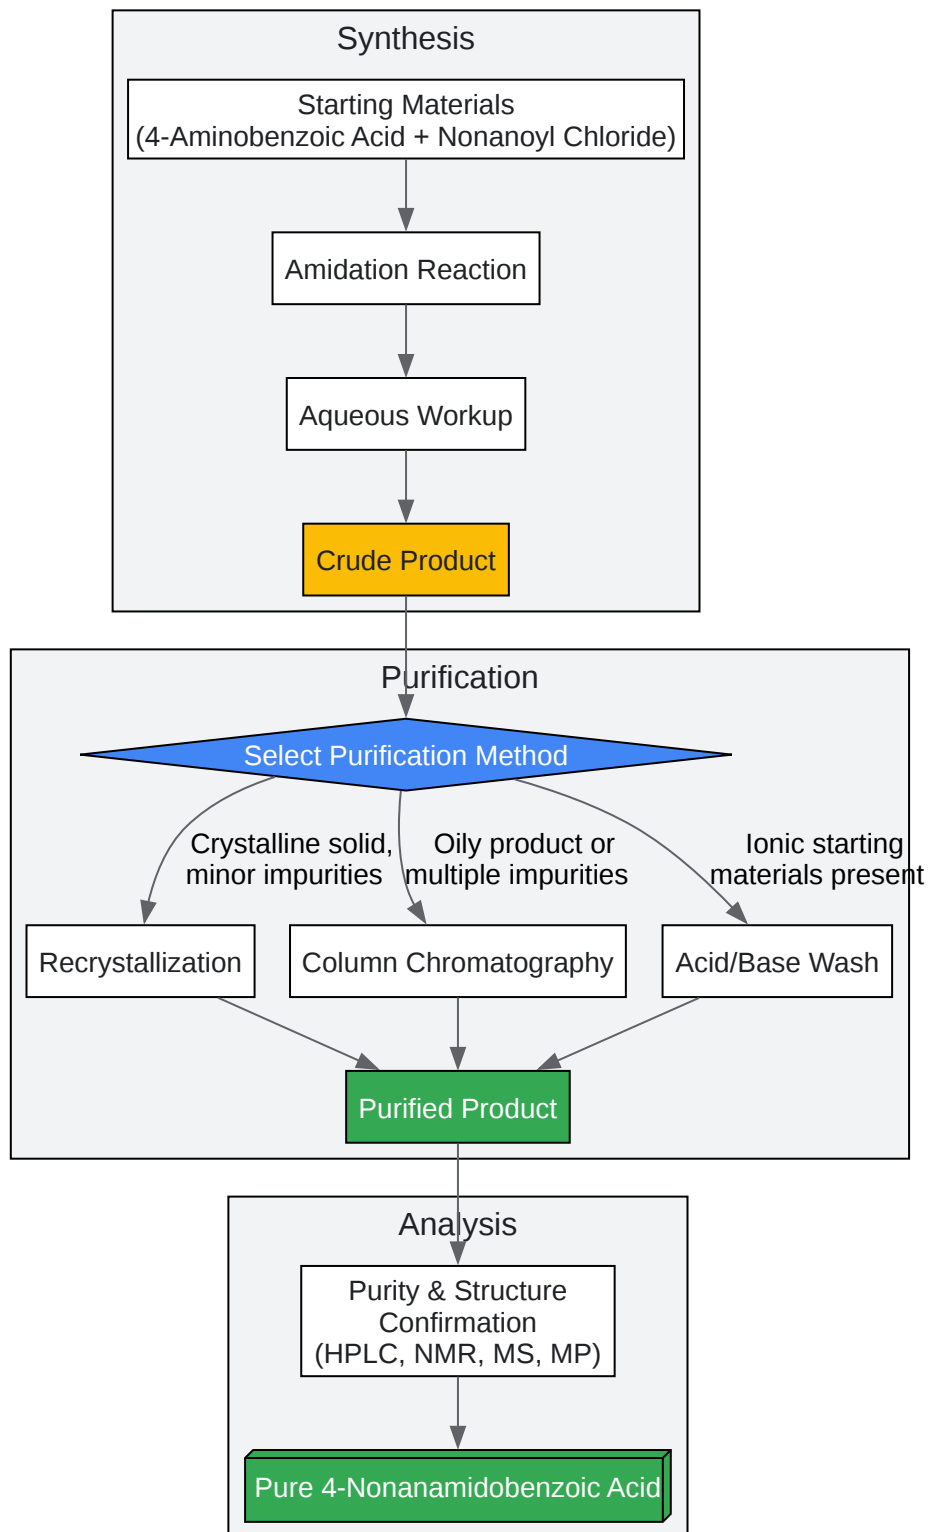 Synthesis
Starting Materials
(4-Aminobenzoic Acid + Nonanoyl Chloride)
Amidation Reaction
Aqueous Workup
Crude Product
Purification
Select Purification Method
Crystalline solid,
minor impurities
Oily product or
multiple impurities
Ionic starting
materials present
Recrystallization
Column Chromatography
Acid/Base Wash
Purified Product
Analysis
Purity & Structure
Confirmation
(HPLC, NMR, MS, MP)
Pure 4-Nonanamidobenzoic Acid